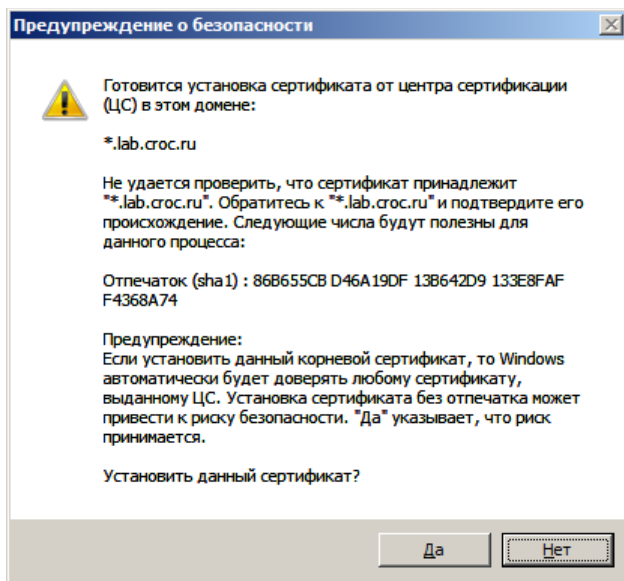 Предупреждение о безопасности
Готовится установка сертификата от центра сертификации
(ЦС) в этом домене:
*.lab.croc.ru
Не удается проверить, что сертификат принадлежит
"*.lab.croc.ru". Обратитесь к "*.lab.croc.ru" и подтвердите его
происхождение. Следующие числа будут полезны для
данного процесса:
Отпечаток (sha1) : 86B655CB D46A19DF 13B642D9 133E8FAF
F4368A74
Предупреждение:
Если установить данный корневой сертификат, то Windows
автоматически будет доверять любому сертификату,
выданному ЦС. Установка сертификата без отпечатка может
привести к риску безопасности. "Да" указывает, что риск
принимается.
Установить данный сертификат?
Да
Нет